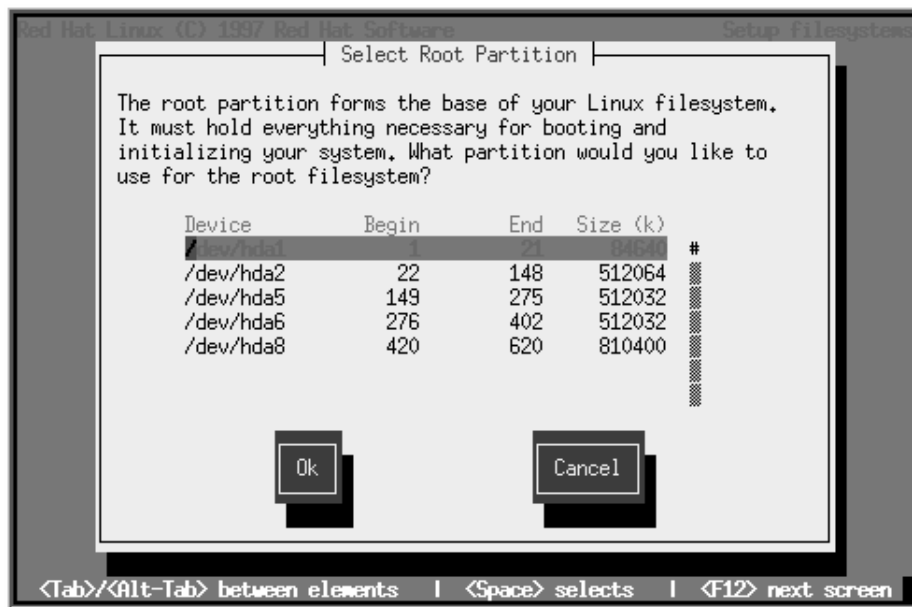 Red Hat Linux (C) 1997 Red Hat Software Setup filesystems
Select Root Partition
The root partition forms the base of your Linux filesystem.
It must hold everything necessary for booting and
initializing your system. What partition would you like to
use for the root filesystem?
Device Begin End Size (k)
/dev/hda1 1 21 84640 #
/dev/hda2 22 148 512064
/dev/hda5 149 275 512032
/dev/hda6 276 402 512032
/dev/hda8 420 620 810400
Ok Cancel
<Tab>/<Alt-Tab> between elements | <Space> selects | <F12> next screen